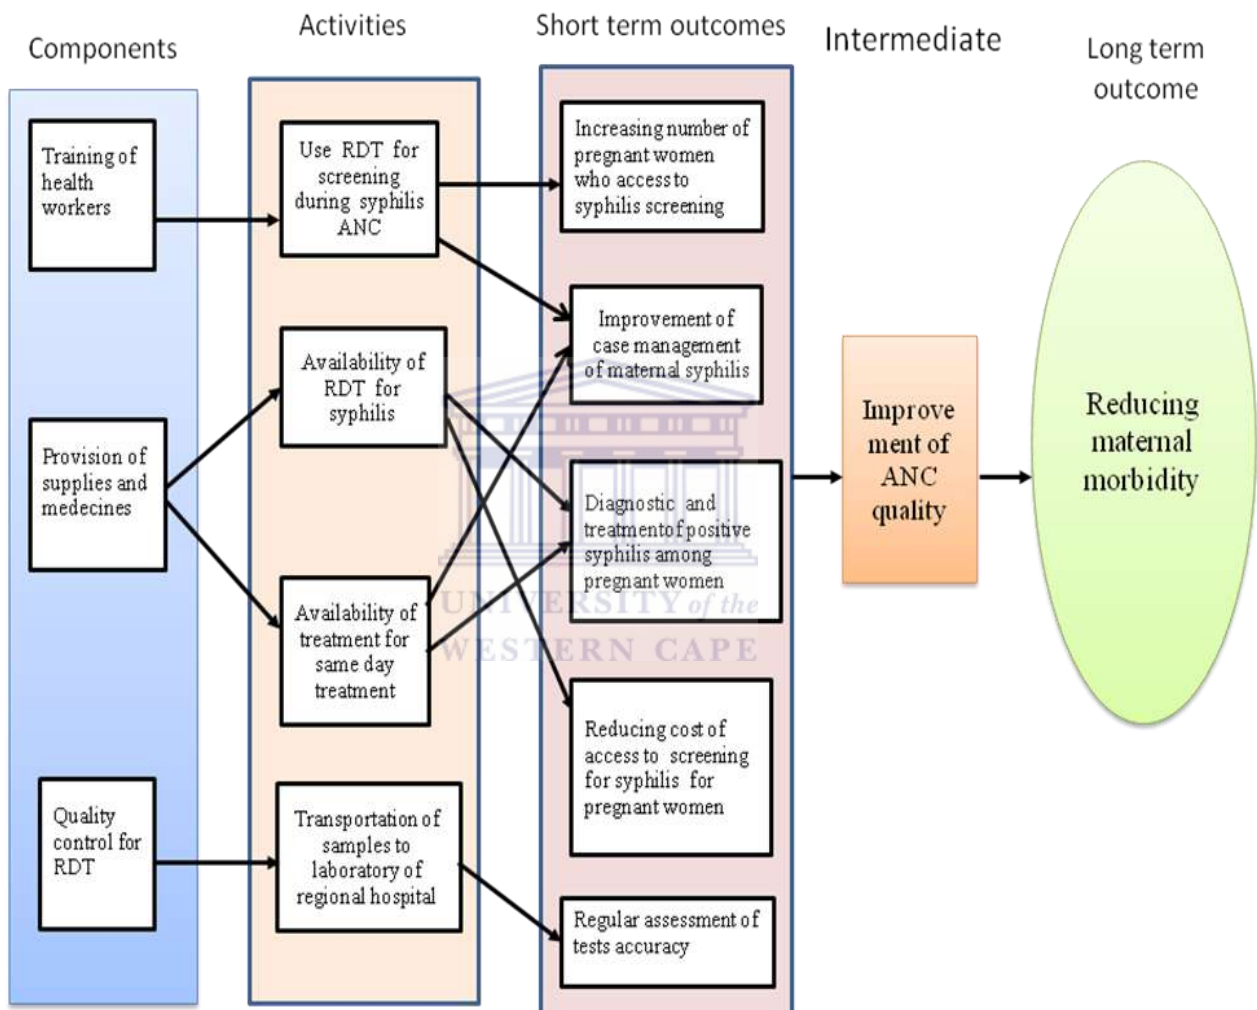 Components
Training of
health
workers
Provision of
supplies and
medecines
Quality
control for
RDT
Activities
Use RDT for
screening
during syphilis
ANC
Availability of
RDT for
syphilis
Availability of
treatment for
same day
treatment
Transportation of
samples to
laboratory of
regional hospital
Short term outcomes
Increasing number of
pregnant women
who access to
syphilis screening
Improvement of
case management
of maternal syphilis
Diagnostic and
treatmentof positive
syphilis among
pregnant women
Reducing cost of
access to screening
for syphilis for
pregnant women
Regular assessment of
tests accuracy
Intermediate
Improve
ment of
ANC
quality
Long term
outcome
Reducing
maternal
morbidity
UNIVERSITY of the
WESTERN CAPE